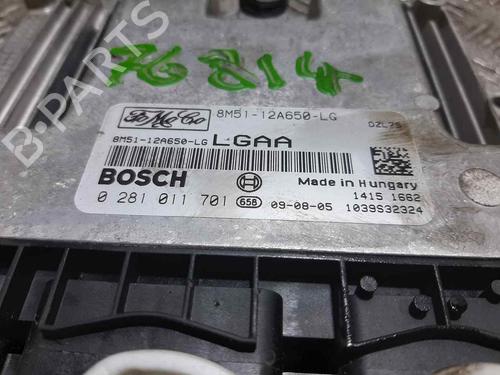 B-PARTS
76814
FoMoCo 8M51-12A650-LG DZL7S
8M51-12A650-LG LGAA
BOSCH Made in Hungary
1415 1662
0 281 011 701 658 09-08-05 1039S32324